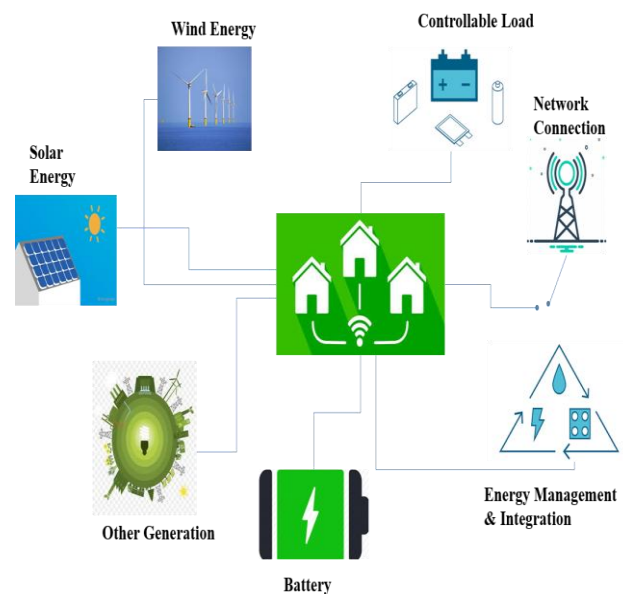 Controllable Load
Wind Energy
Network
Connection
Solar
Energy
Energy Management
& Integration
Other Generation
Battery